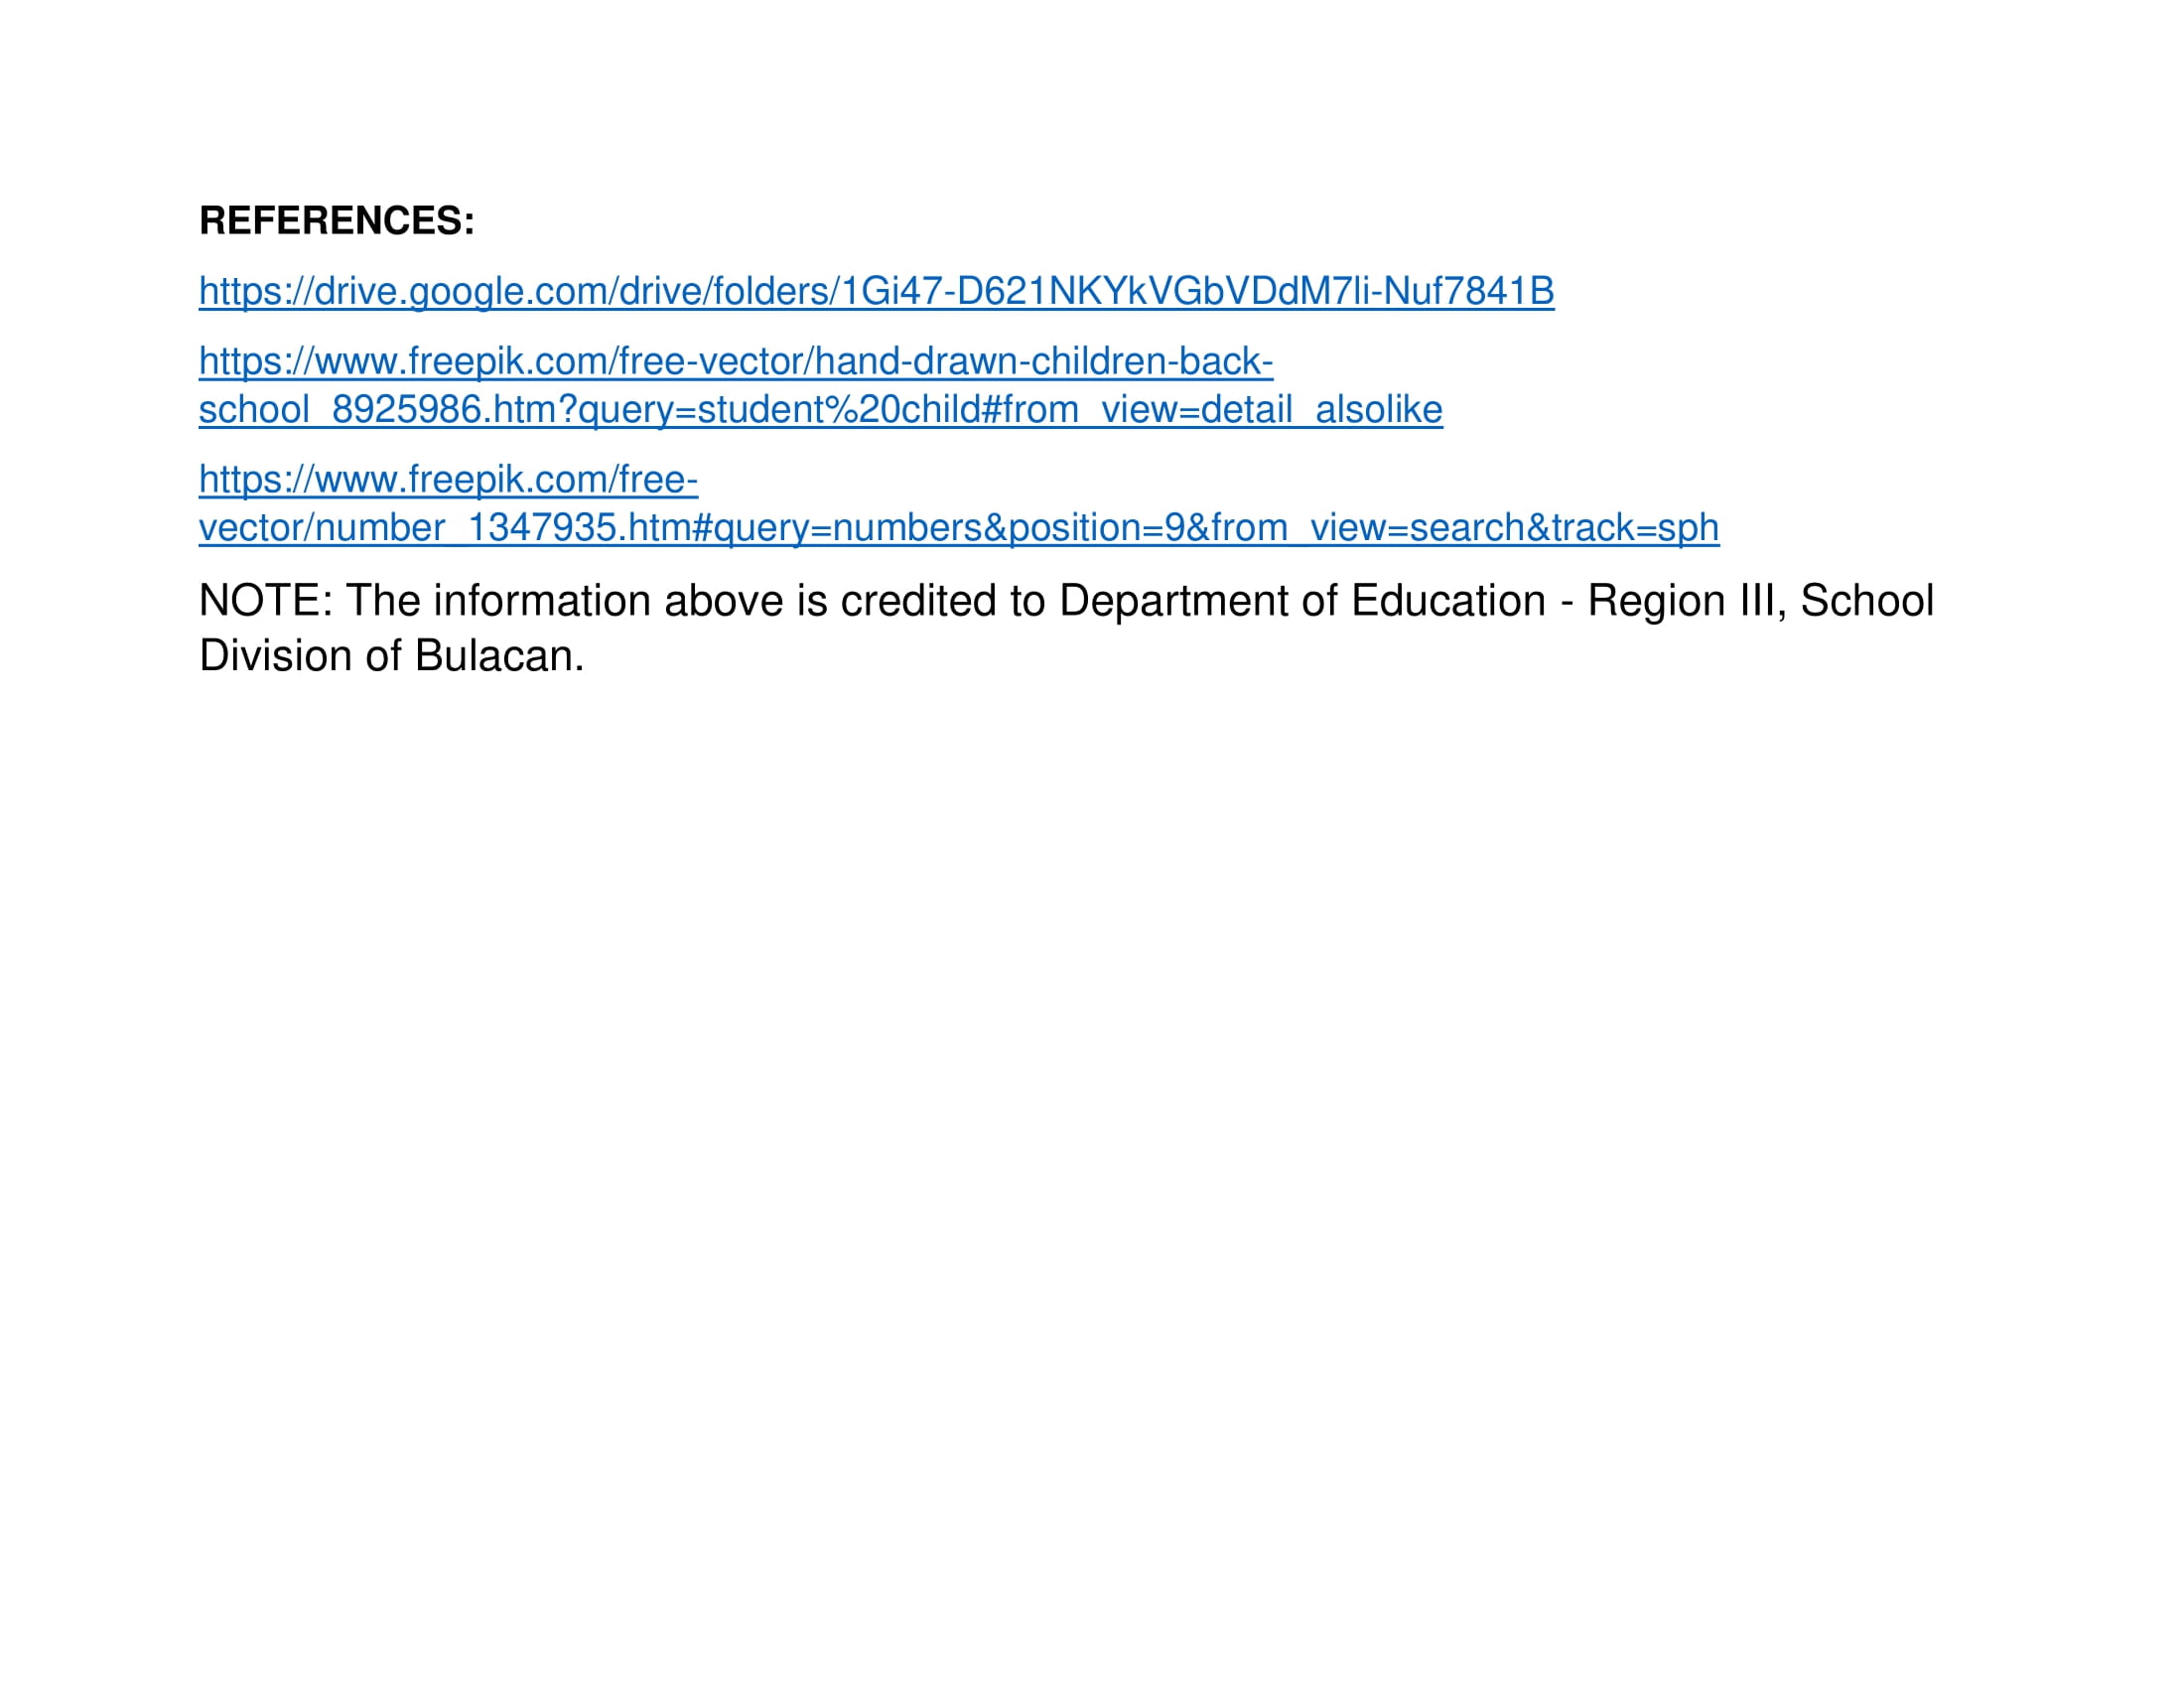 REFERENCES:
https://drive.google.com/drive/folders/1Gi47-D621NKYkVGbVDdM7li-Nuf7841B
https://www.freepik.com/free-vector/hand-drawn-children-back-
school_8925986.htm?query=student%20child#from_view=detail_alsolike
https://www.freepik.com/free-
vector/number_1347935.htm#query=numbers&position=9&from_view=search&track=sph
NOTE: The information above is credited to Department of Education - Region III, School
Division of Bulacan.